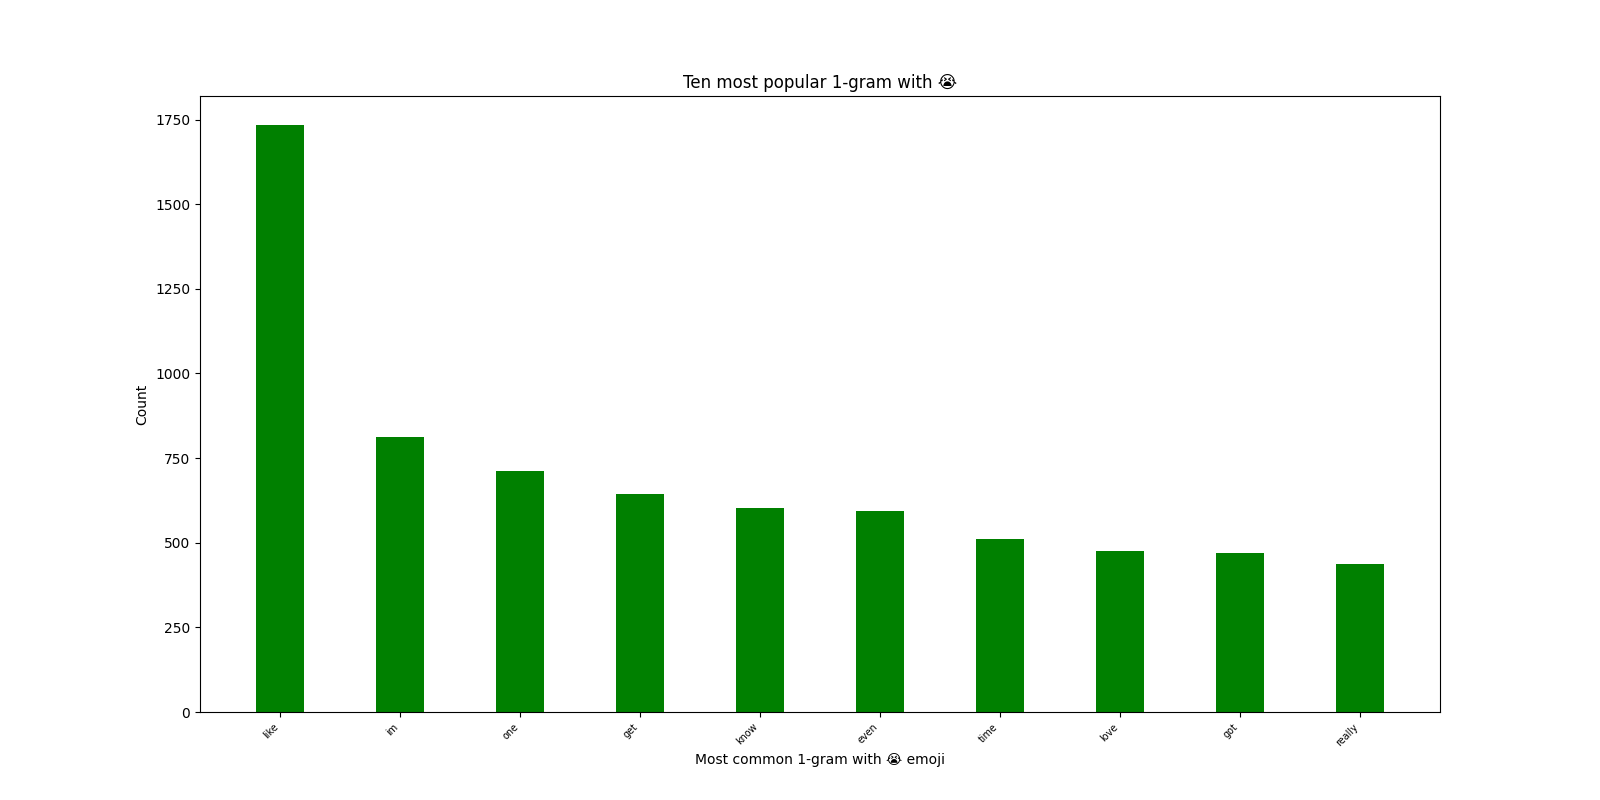 Ten most popular 1-gram with 😭
1750
1500
1250
1000
750
500
250
0
Count
like
im
one
get
know
even
time
love
got
really
Most common 1-gram with 😭 emoji